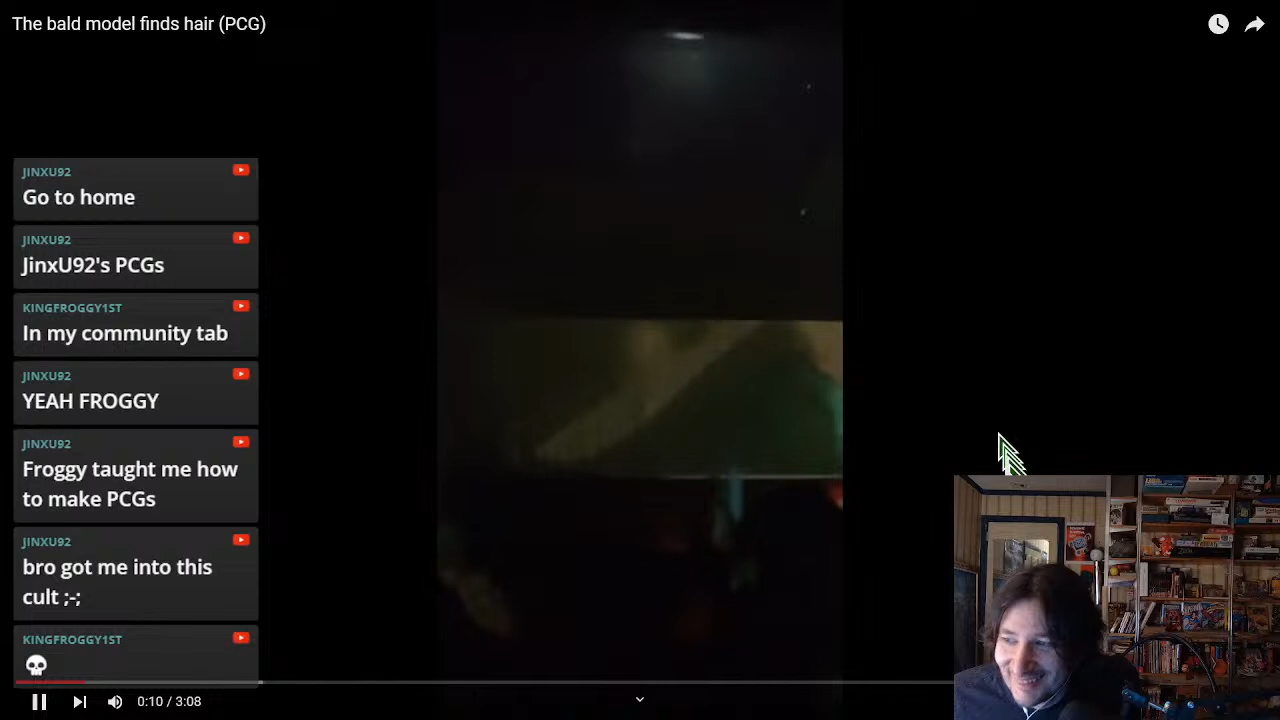 The bald model finds hair (PCG)
JINXU92
Go to home
JINXU92
JinxU92's PCGs
KINGFROGGY1ST
In my community tab
JINXU92
YEAH FROGGY
JINXU92
Froggy taught me how
to make PCGs
JINXU92
bro got me into this
cult ;-;
KINGFROGGY1ST
💀
0:10 / 3:08